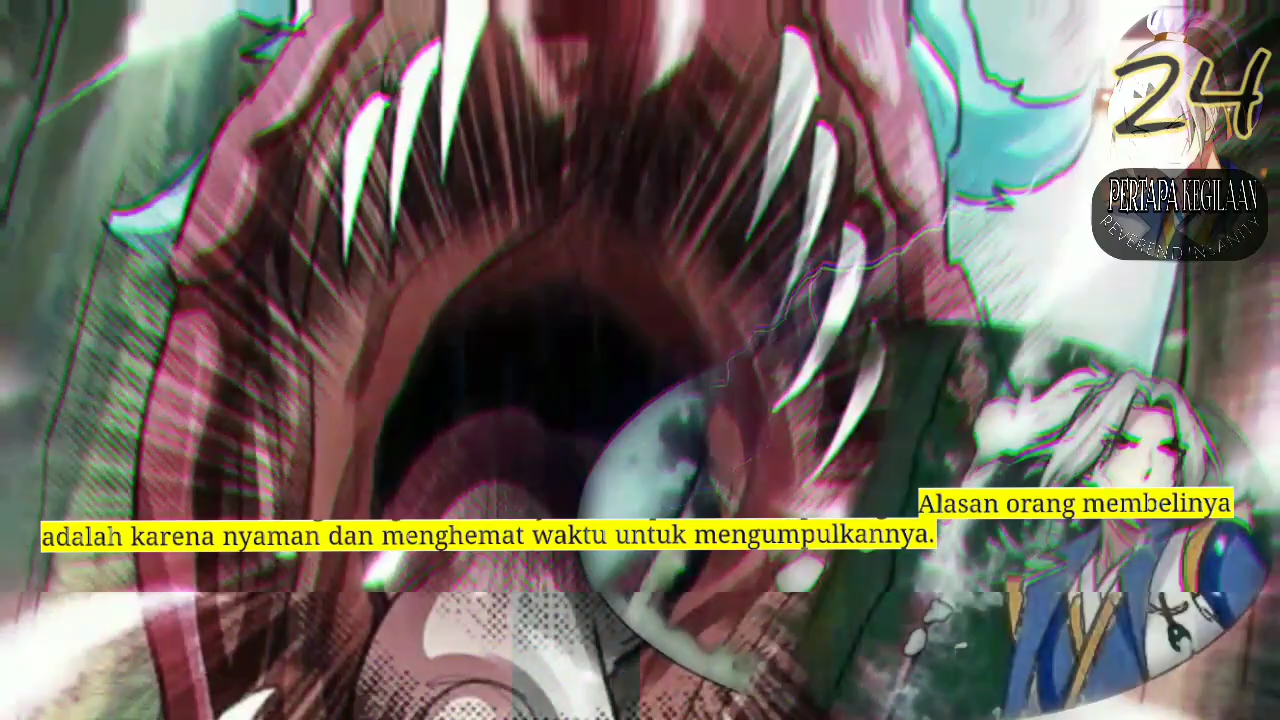 24
PERTAPA KEGILAAN
REVEREND INSANITY
Alasan orang membelinya
adalah karena nyaman dan menghemat waktu untuk mengumpulkannya.